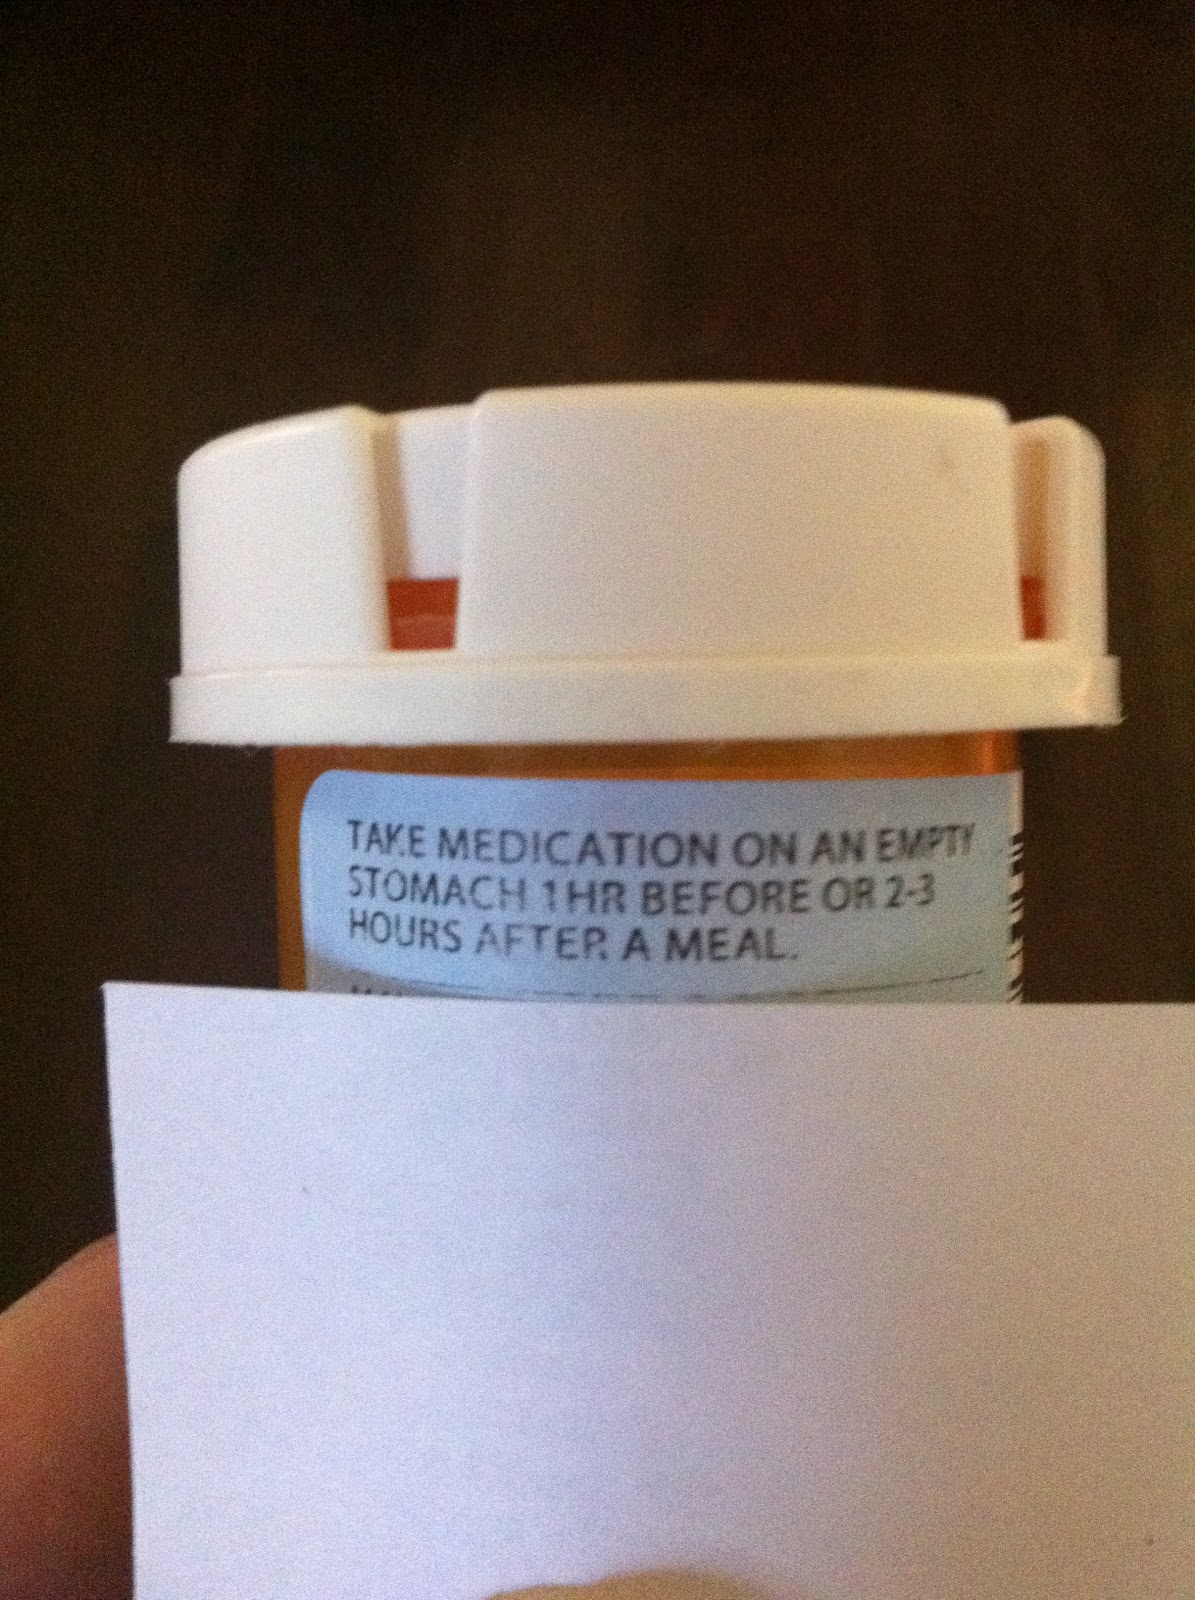 TAKE MEDICATION ON AN EMPTY
STOMACH 1HR BEFORE OR 2-3
HOURS AFTER A MEAL.